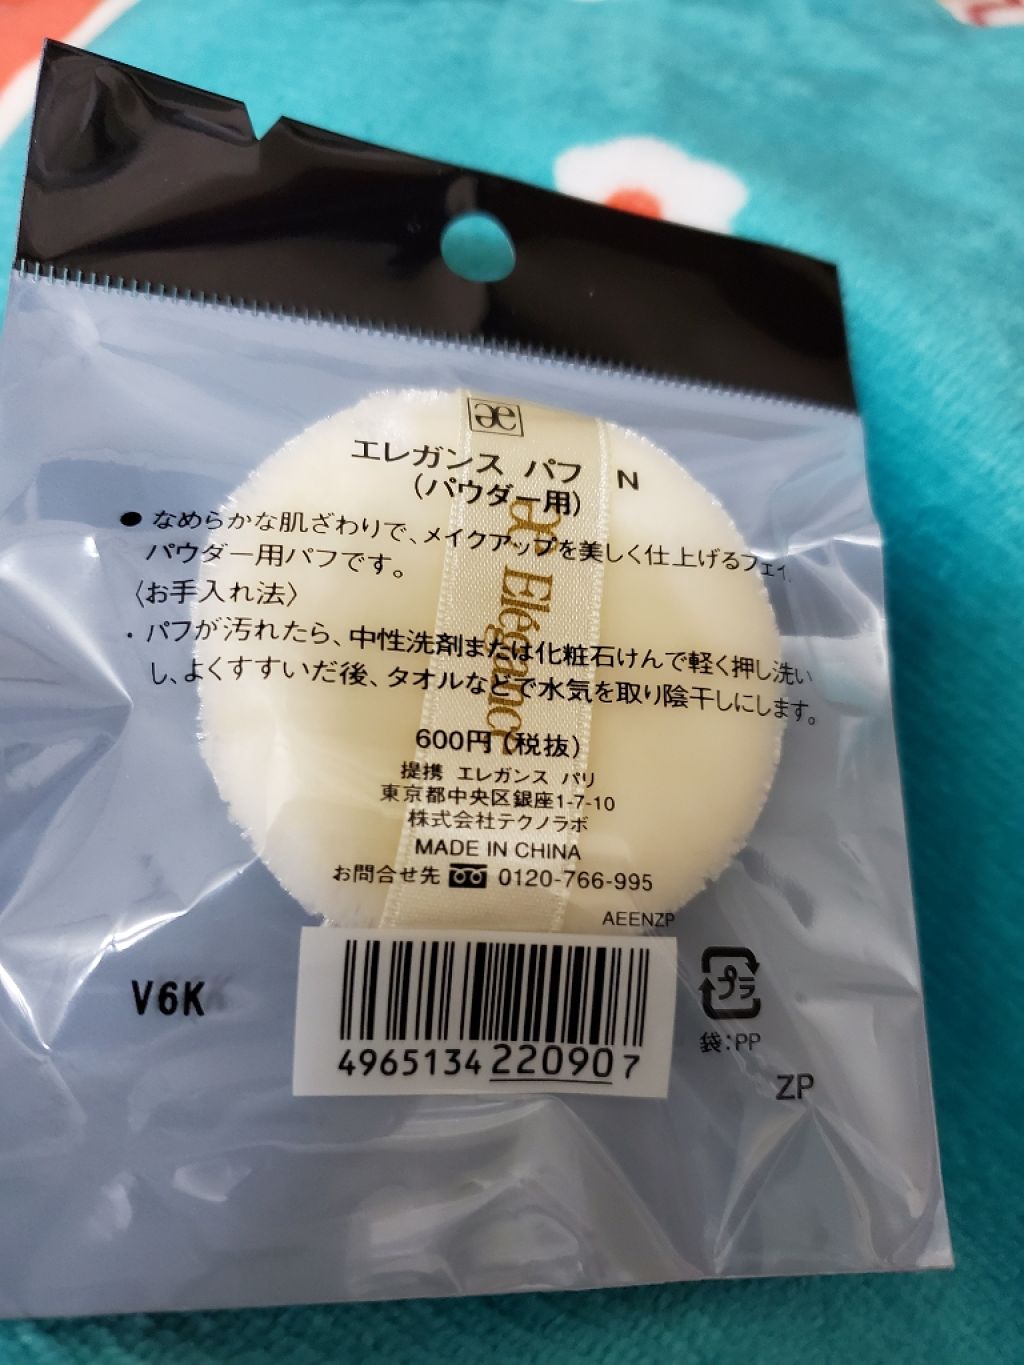 æ
エレガンス パフ N
(パウダー用)
● なめらかな肌ざわりで、メイクアップを美しく仕上げるフェイ
パウダー用パフです。
〈お手入れ法〉
・パフが汚れたら、中性洗剤または化粧石けんで軽く押し洗い
し、よくすすいだ後、タオルなどで水気を取り陰干しにします。
Elégance
600円(税抜)
提携 エレガンス パリ
東京都中央区銀座1-7-10
株式会社テクノラボ
MADE IN CHINA
お問合せ先 0120-766-995
AEENZP
V6K
4965134220907
プラ
袋:PP
ZP